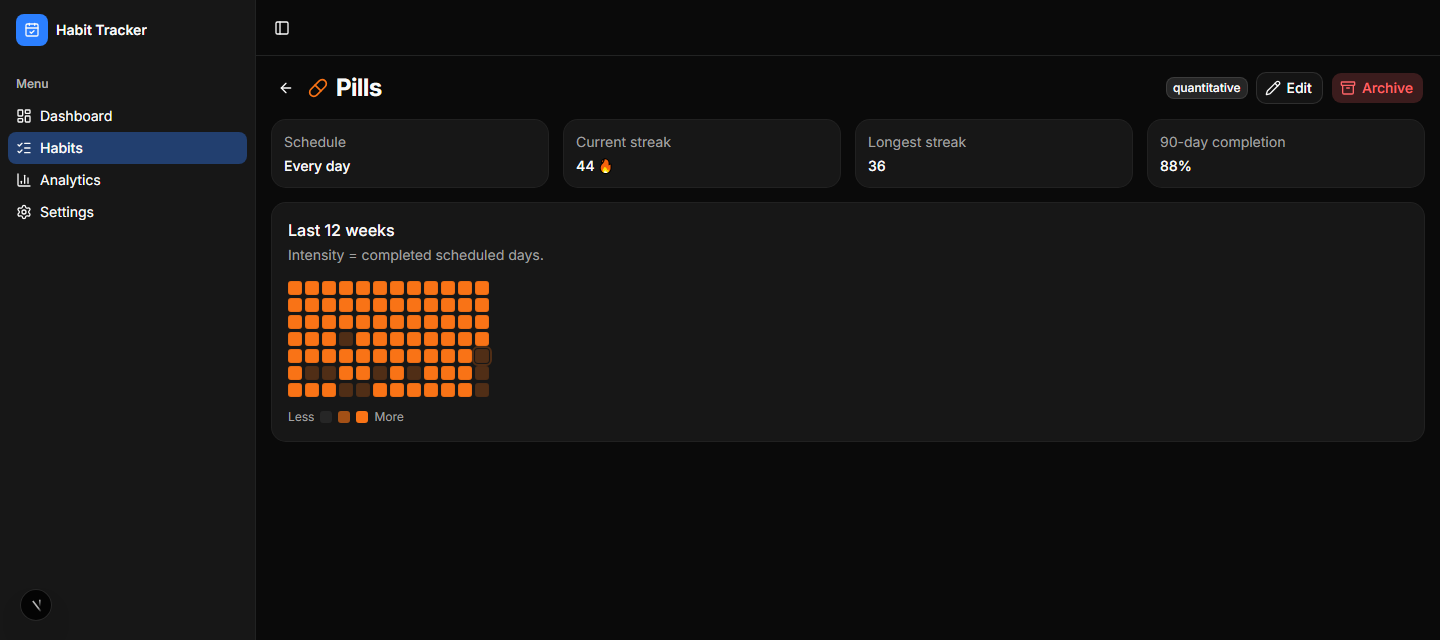 Habit Tracker
Menu
Dashboard
Habits
Analytics
Settings
Pills
quantitative
Edit
Archive
Schedule
Every day
Current streak
44 🔥
Longest streak
36
90-day completion
88%
Last 12 weeks
Intensity = completed scheduled days.
Less
More